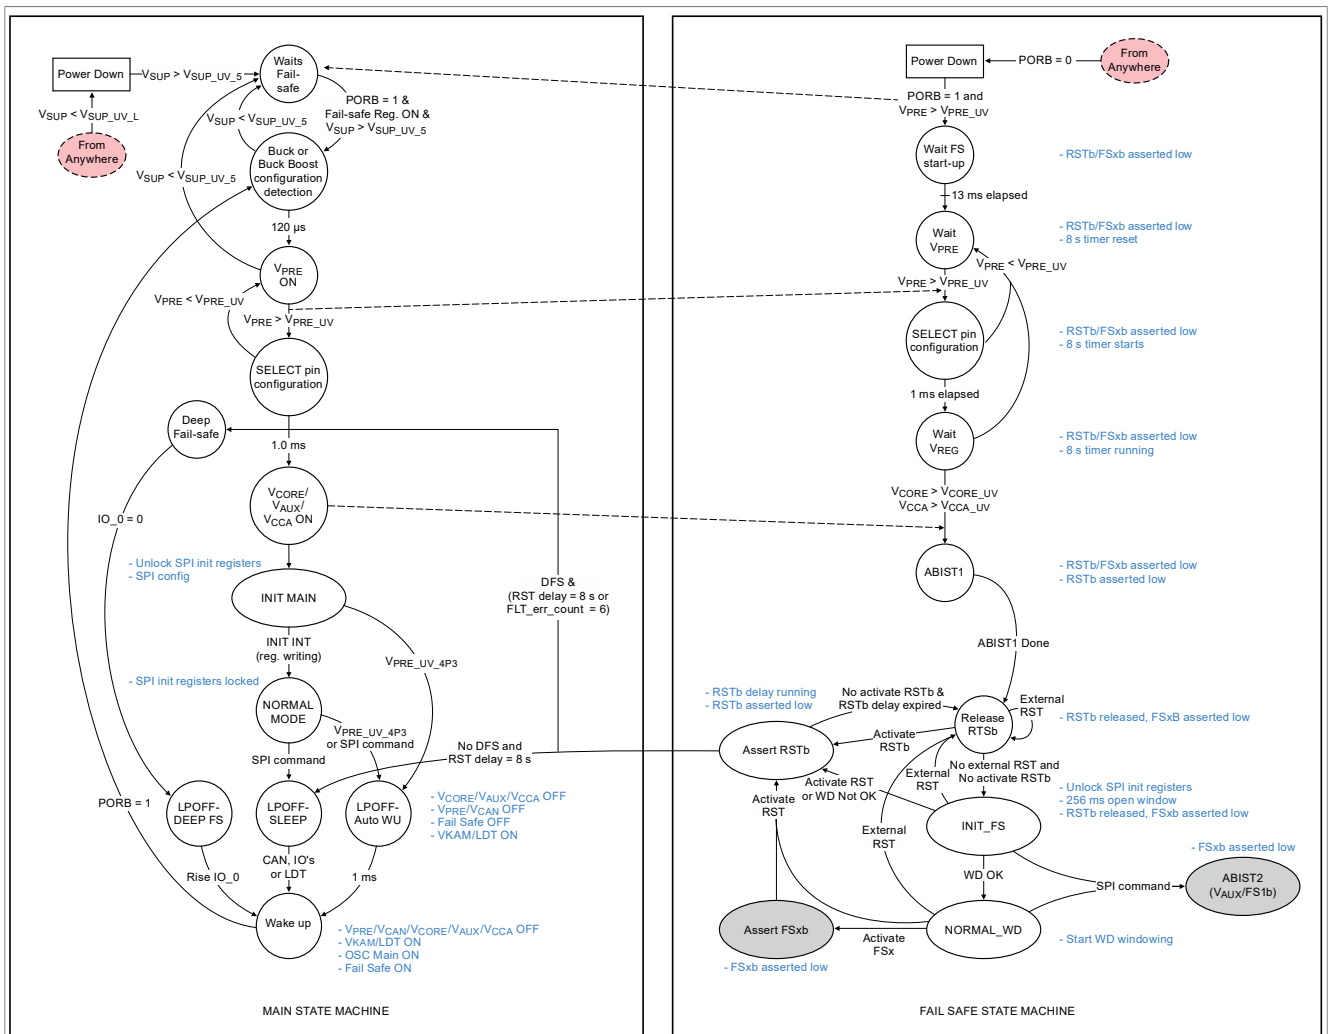 Power Down
VSUP > VSUP_UV_5
Waits
Fail-
safe
VSUP < VSUP_UV_L
From
Anywhere
PORB = 1 &
Fail-safe Reg. ON &
VSUP > VSUP_UV_5
VSUP < VSUP_UV_5
Buck or
Buck Boost
configuration
detection
VSUP < VSUP_UV_5
120 µs
VPRE
ON
VPRE < VPRE_UV
VPRE > VPRE_UV
SELECT pin
configuration
Deep
Fail-safe
1.0 ms
VCORE/
VAUX/
VCCA ON
IO_0 = 0
- Unlock SPI init registers
- SPI config
INIT MAIN
DFS &
(RST delay = 8 s or
FLT_err_count = 6)
INIT INT
(reg. writing)
VPRE_UV_4P3
- SPI init registers locked
NORMAL
MODE
VPRE_UV_4P3
or SPI command
SPI command
No DFS and
RST delay = 8 s
PORB = 1
LPOFF-
DEEP FS
LPOFF-
SLEEP
LPOFF-
Auto WU
- VCORE/VAUX/VCCA OFF
- VPRE/VCAN OFF
- Fail Safe OFF
- VKAM/LDT ON
CAN, IO's
or LDT
Rise IO_0
1 ms
Wake up
- VPRE/VCAN/VCORE/VAUX/VCCA OFF
- VKAM/LDT ON
- OSC Main ON
- Fail Safe ON
MAIN STATE MACHINE
Power Down
PORB = 0
From
Anywhere
PORB = 1 and
VPRE > VPRE_UV
Wait FS
start-up
- RSTb/FSxb asserted low
13 ms elapsed
Wait
VPRE
- RSTb/FSxb asserted low
- 8 s timer reset
VPRE < VPRE_UV
VPRE > VPRE_UV
SELECT pin
configuration
- RSTb/FSxb asserted low
- 8 s timer starts
1 ms elapsed
Wait
VREG
- RSTb/FSxb asserted low
- 8 s timer running
VCORE > VCORE_UV
VCCA > VCCA_UV
ABIST1
- RSTb/FSxb asserted low
- RSTb asserted low
ABIST1 Done
- RSTb delay running
- RSTb asserted low
No activate RSTb &
RSTb delay expired
Release
RTSb
External
RST
- RSTb released, FSxB asserted low
Assert RSTb
Activate
RSTb
No external RST and
No activate RSTb
External
RST
Activate RST
or WD Not OK
Activate
RST
- Unlock SPI init registers
- 256 ms open window
- RSTb released, FSxb asserted low
INIT_FS
External
RST
- FSxb asserted low
WD OK
SPI command
ABIST2
(VAUX/FS1b)
Assert FSxb
Activate
FSx
NORMAL_WD
- Start WD windowing
- FSxb asserted low
FAIL SAFE STATE MACHINE